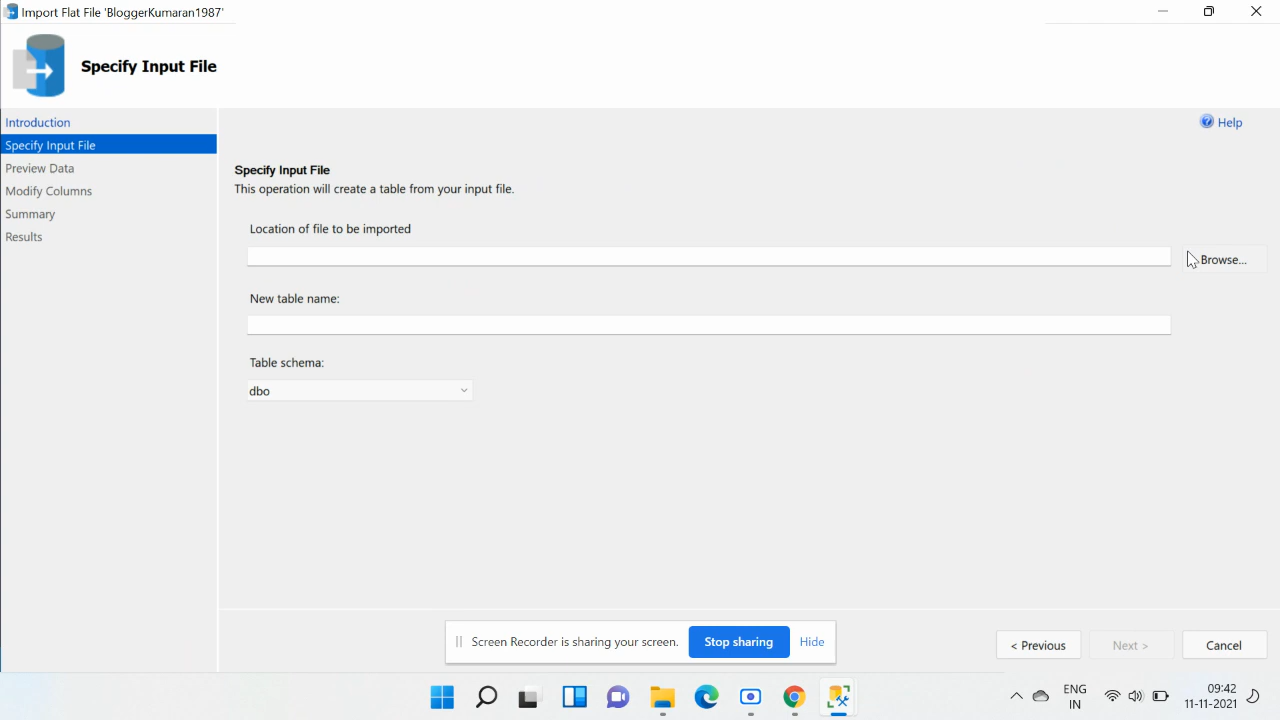 Import Flat File 'BloggerKumaran1987'
Specify Input File
Introduction
Specify Input File
Preview Data
Modify Columns
Summary
Results
Help
Specify Input File
This operation will create a table from your input file.
Location of file to be imported
Browse...
New table name:
Table schema:
dbo
Screen Recorder is sharing your screen.
Stop sharing
Hide
< Previous
Next >
Cancel
ENG
IN
09:42
11-11-2021